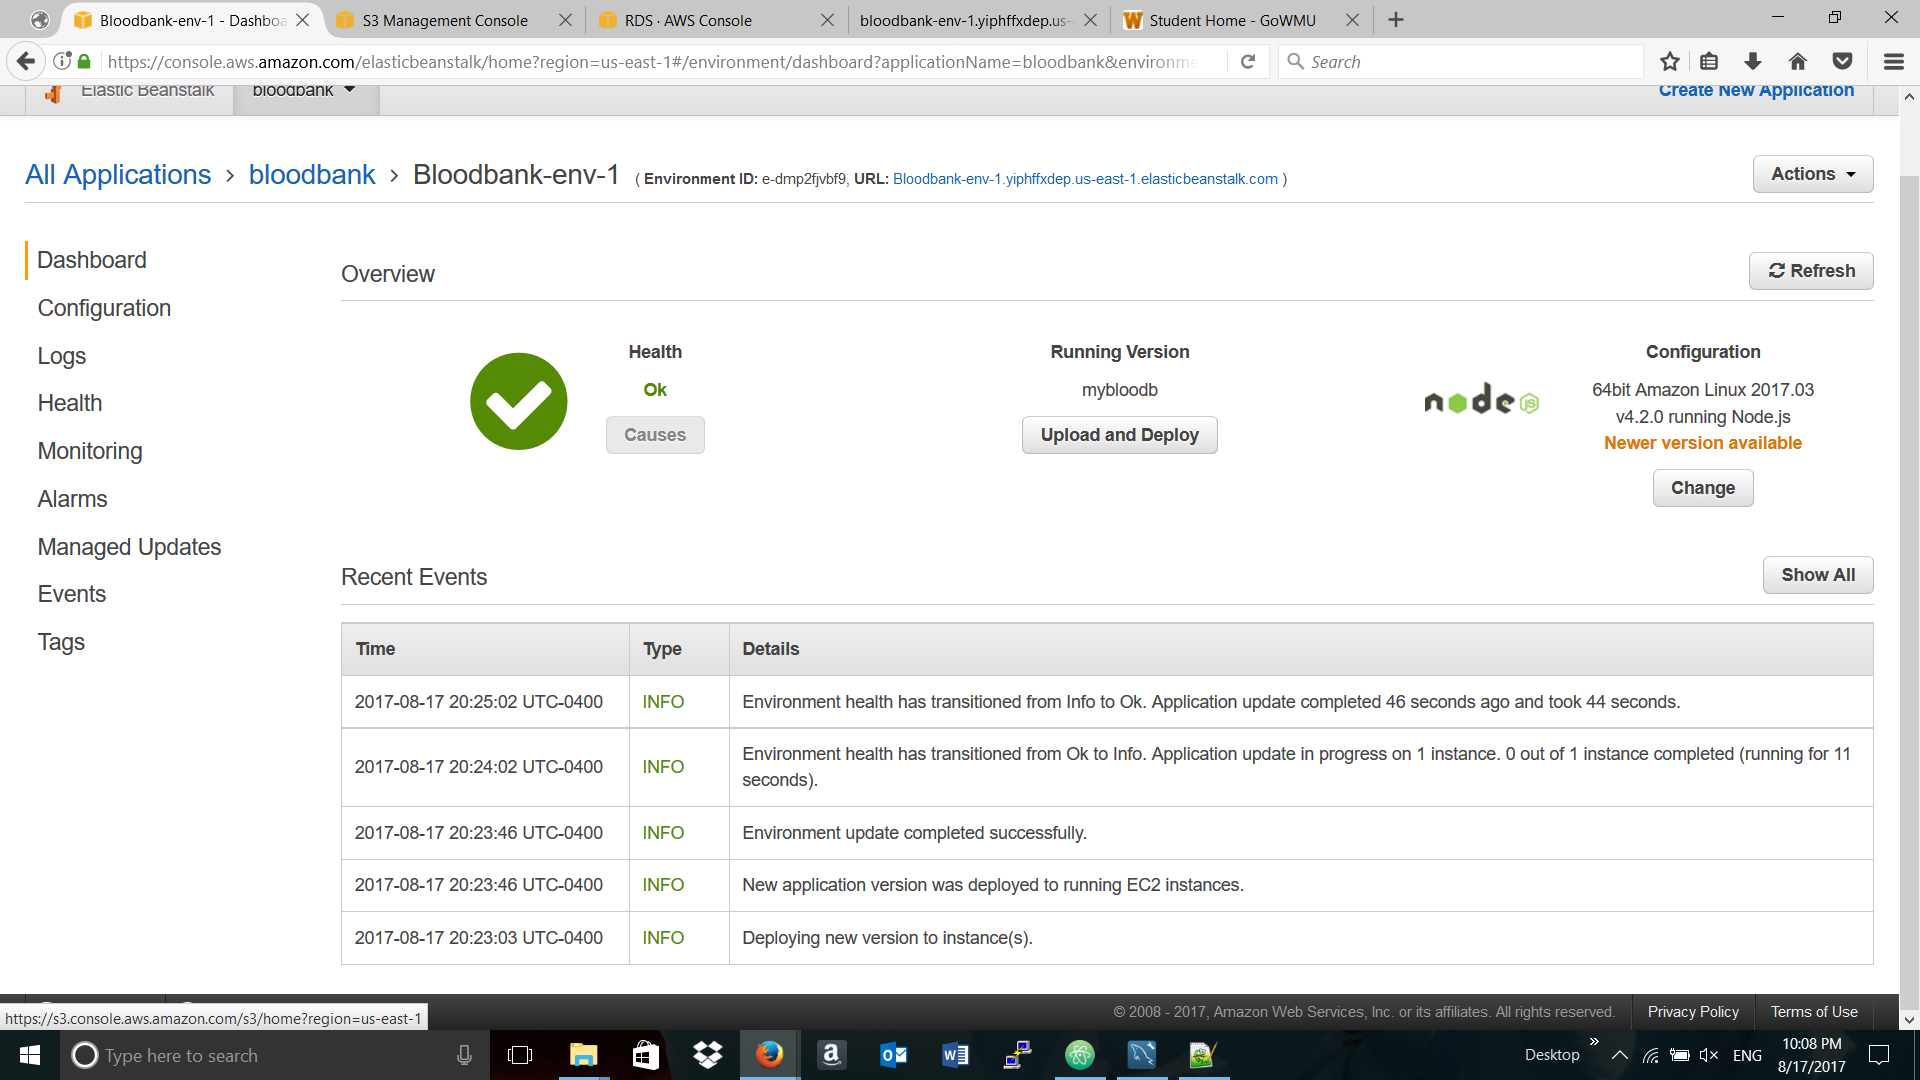 Bloodbank-env-1 - Dashboa
S3 Management Console
RDS · AWS Console
bloodbank-env-1.yiphffxdep.us-
Student Home - GoWMU
https://console.aws.amazon.com/elasticbeanstalk/home?region=us-east-1#/environment/dashboard?applicationName=bloodbank&environme
Search
Elastic Beanstalk
bloodbank
Create New Application
All Applications › bloodbank › Bloodbank-env-1 ( Environment ID: e-dmp2fjvbf9, URL: Bloodbank-env-1.yiphffxdep.us-east-1.elasticbeanstalk.com )
Actions
Dashboard
Configuration
Logs
Health
Monitoring
Alarms
Managed Updates
Events
Tags
Overview
Refresh
Health
Ok
Causes
Running Version
mybloodb
Upload and Deploy
node
JS
Configuration
64bit Amazon Linux 2017.03
v4.2.0 running Node.js
Newer version available
Change
Recent Events
Show All
Time Type Details
2017-08-17 20:25:02 UTC-0400 INFO Environment health has transitioned from Info to Ok. Application update completed 46 seconds ago and took 44 seconds.
2017-08-17 20:24:02 UTC-0400 INFO Environment health has transitioned from Ok to Info. Application update in progress on 1 instance. 0 out of 1 instance completed (running for 11
seconds).
2017-08-17 20:23:46 UTC-0400 INFO Environment update completed successfully.
2017-08-17 20:23:46 UTC-0400 INFO New application version was deployed to running EC2 instances.
2017-08-17 20:23:03 UTC-0400 INFO Deploying new version to instance(s).
© 2008 - 2017, Amazon Web Services, Inc. or its affiliates. All rights reserved.
Privacy Policy
Terms of Use
https://s3.console.aws.amazon.com/s3/home?region=us-east-1
Type here to search
Desktop
ENG
10:08 PM
8/17/2017